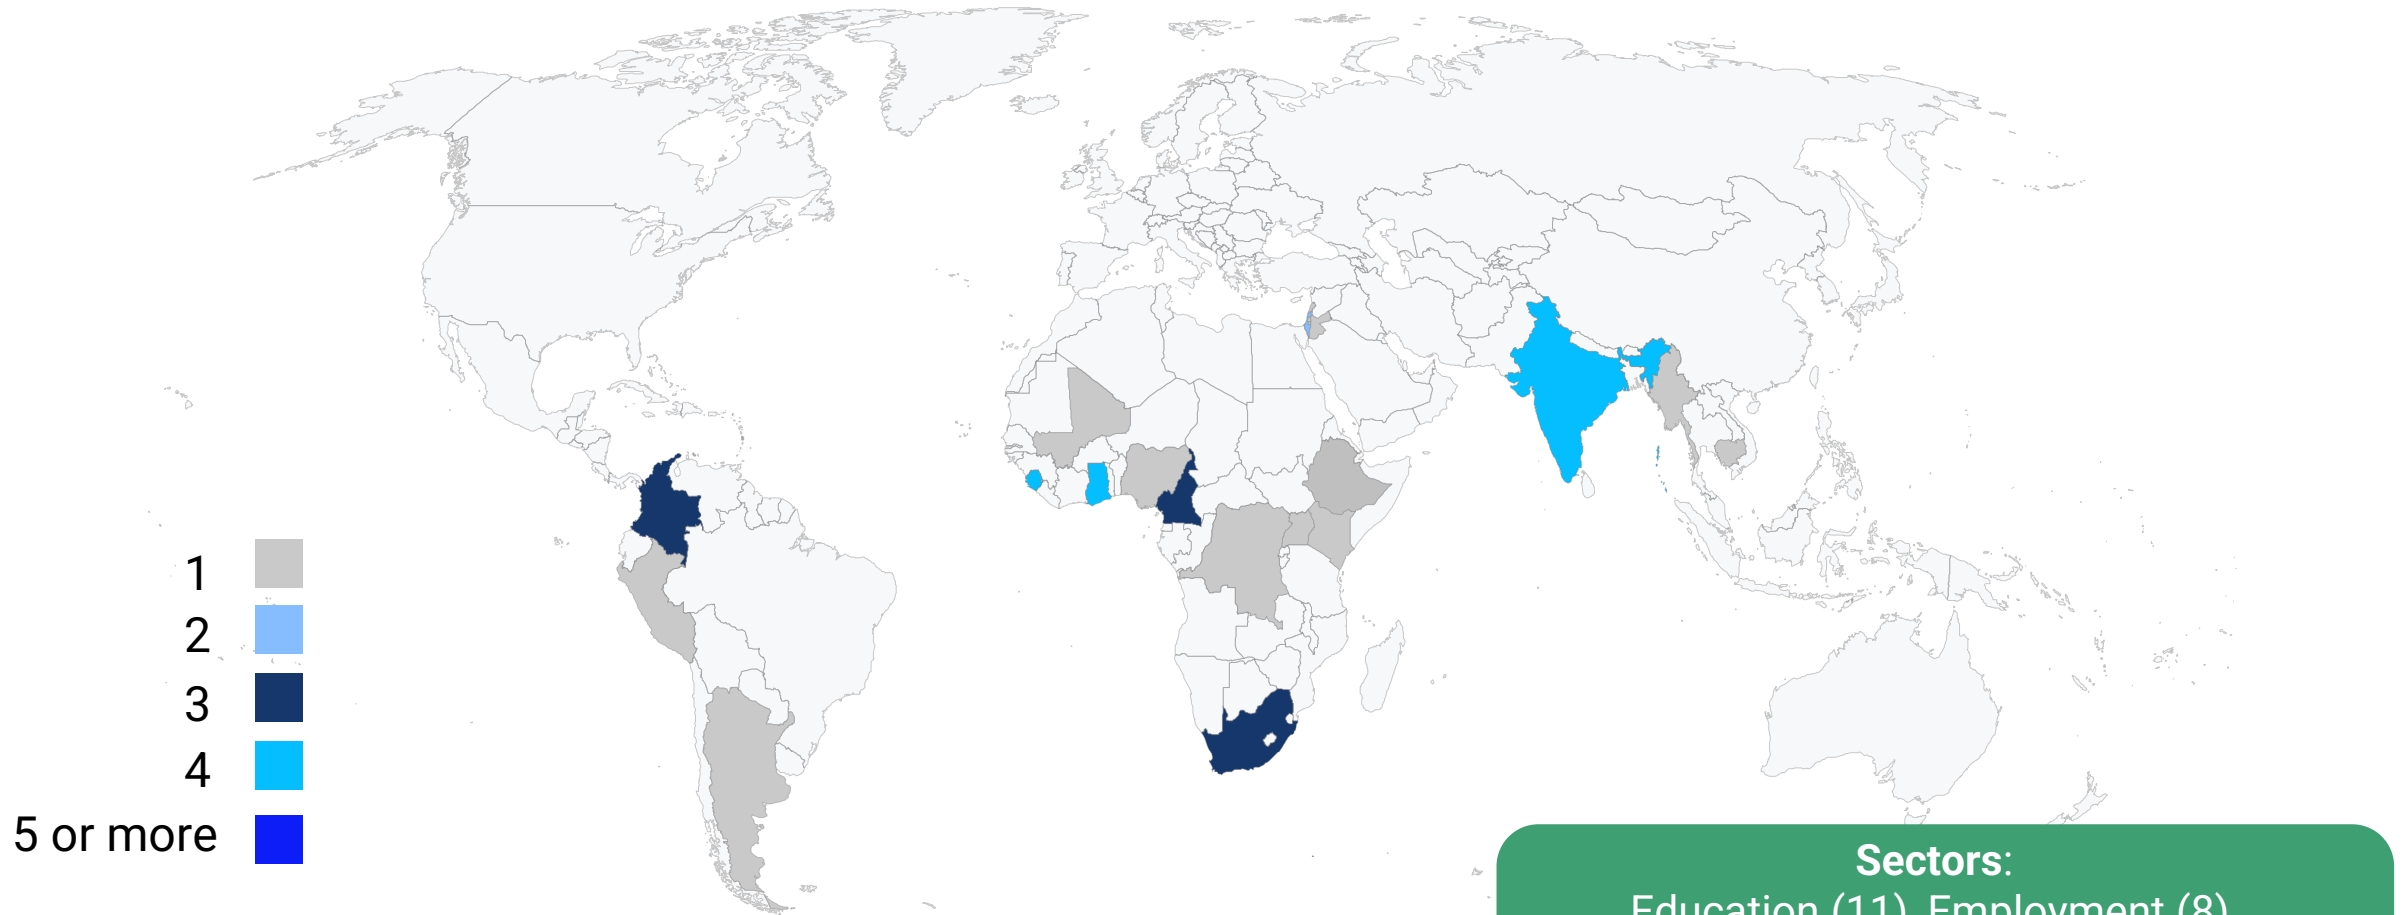 1
2
3
4
5 or more
Sectors:
Education (11), Employment (8)